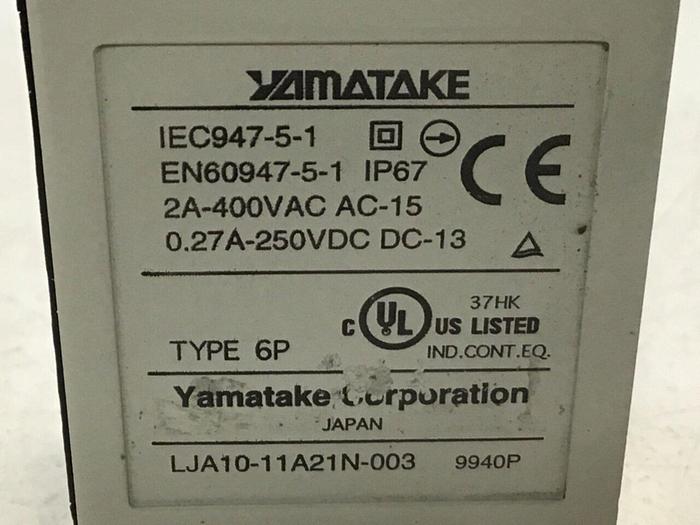 YAMATAKE
IEC947-5-1
EN60947-5-1 IP67 CE
2A-400VAC AC-15
0.27A-250VDC DC-13
37HK
C UL US LISTED
TYPE 6P IND.CONT.EQ.
Yamatake Corporation
JAPAN
LJA10-11A21N-003 9940P